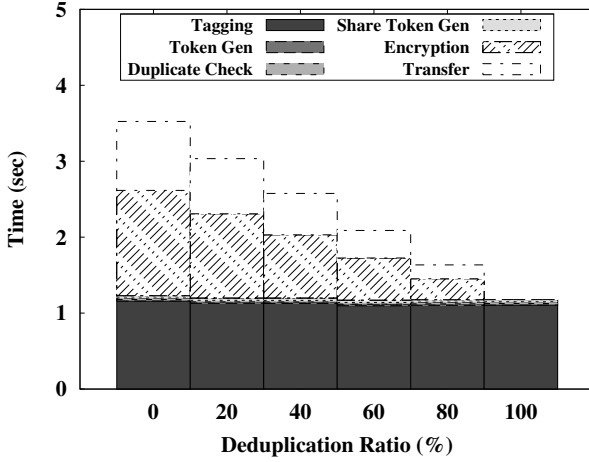 5
4
3
2
1
0
Time (sec)
Tagging
Token Gen
Duplicate Check
Share Token Gen
Encryption
Transfer
0 20 40 60 80 100
Deduplication Ratio (%)